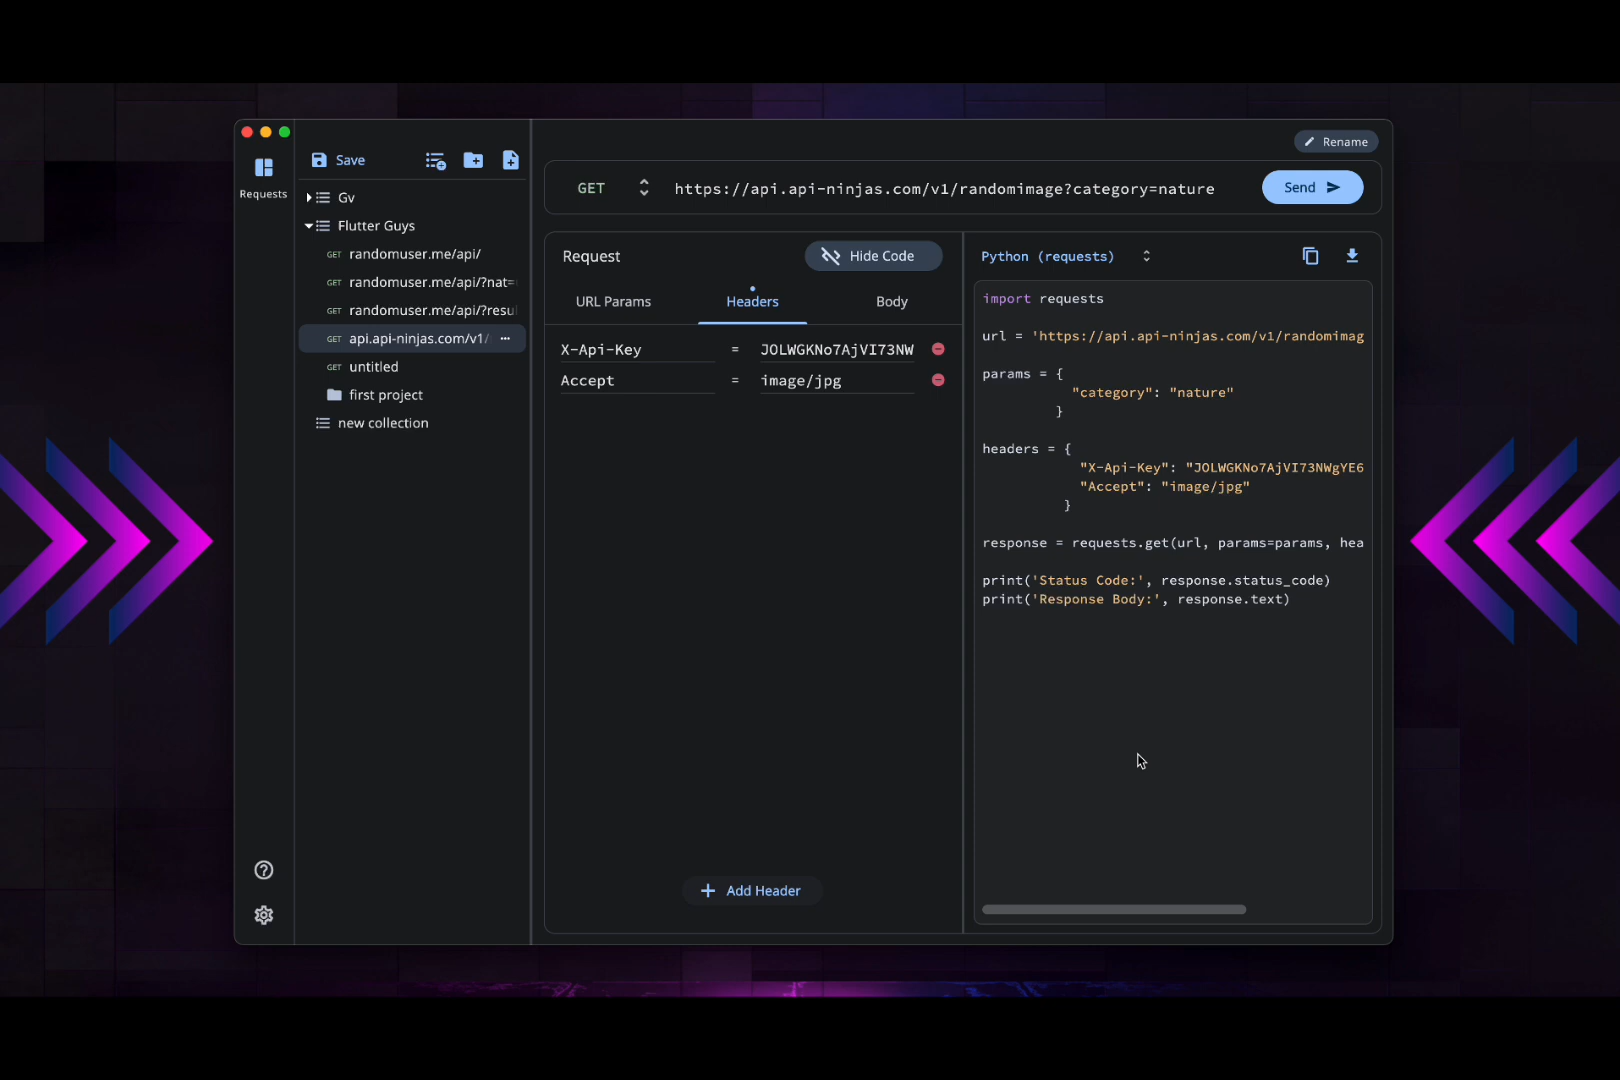 Requests
Save
Gv
Flutter Guys
GET randomuser.me/api/
GET randomuser.me/api/?nat=
GET randomuser.me/api/?resu
GET api.api-ninjas.com/v1/ ···
GET untitled
first project
new collection
Rename
GET https://api.api-ninjas.com/v1/randomimage?category=nature Send
Request Hide Code
URL Params Headers Body
X-Api-Key = JOLWGKNo7AjVI73NW
Accept = image/jpg
Add Header
Python (requests)
import requests
url = 'https://api.api-ninjas.com/v1/randomimag
params = {
"category": "nature"
}
headers = {
"X-Api-Key": "JOLWGKNo7AjVI73NWgYE6
"Accept": "image/jpg"
}
response = requests.get(url, params=params, hea
print('Status Code:', response.status_code)
print('Response Body:', response.text)